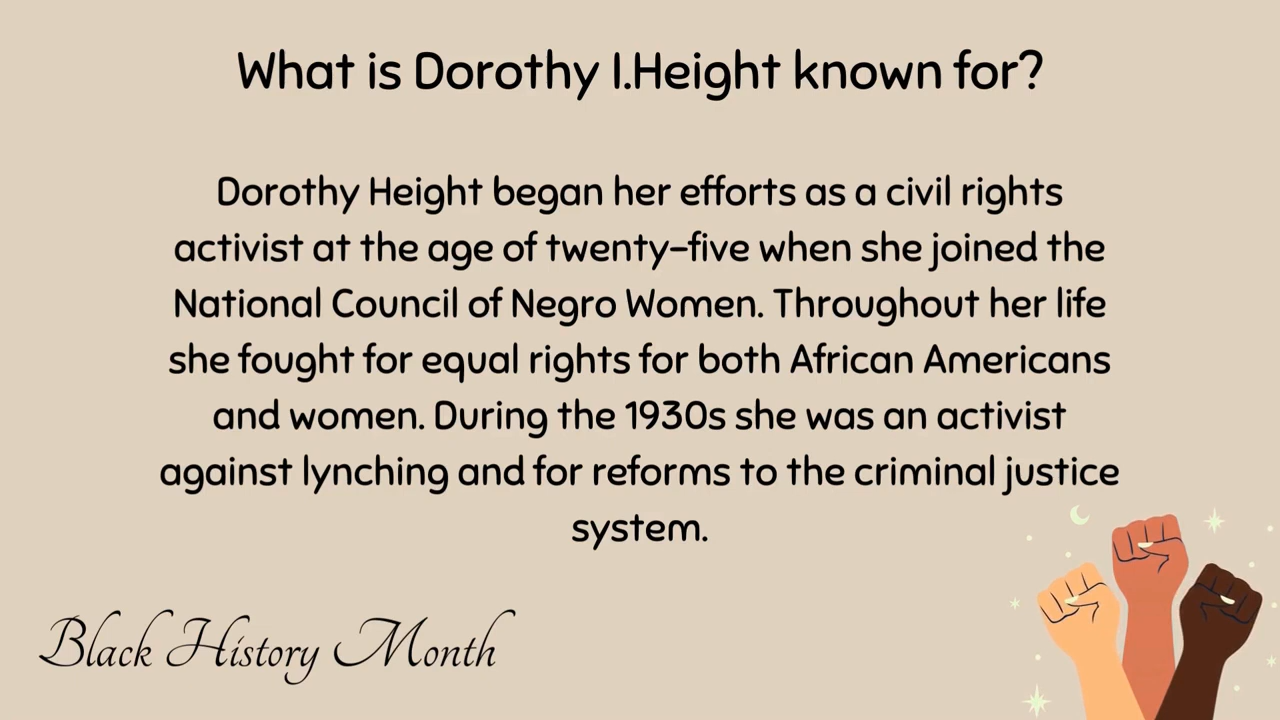 What is Dorothy I.Height known for?
Dorothy Height began her efforts as a civil rights
activist at the age of twenty-five when she joined the
National Council of Negro Women. Throughout her life
she fought for equal rights for both African Americans
and women. During the 1930s she was an activist
against lynching and for reforms to the criminal justice
system.
Black History Month